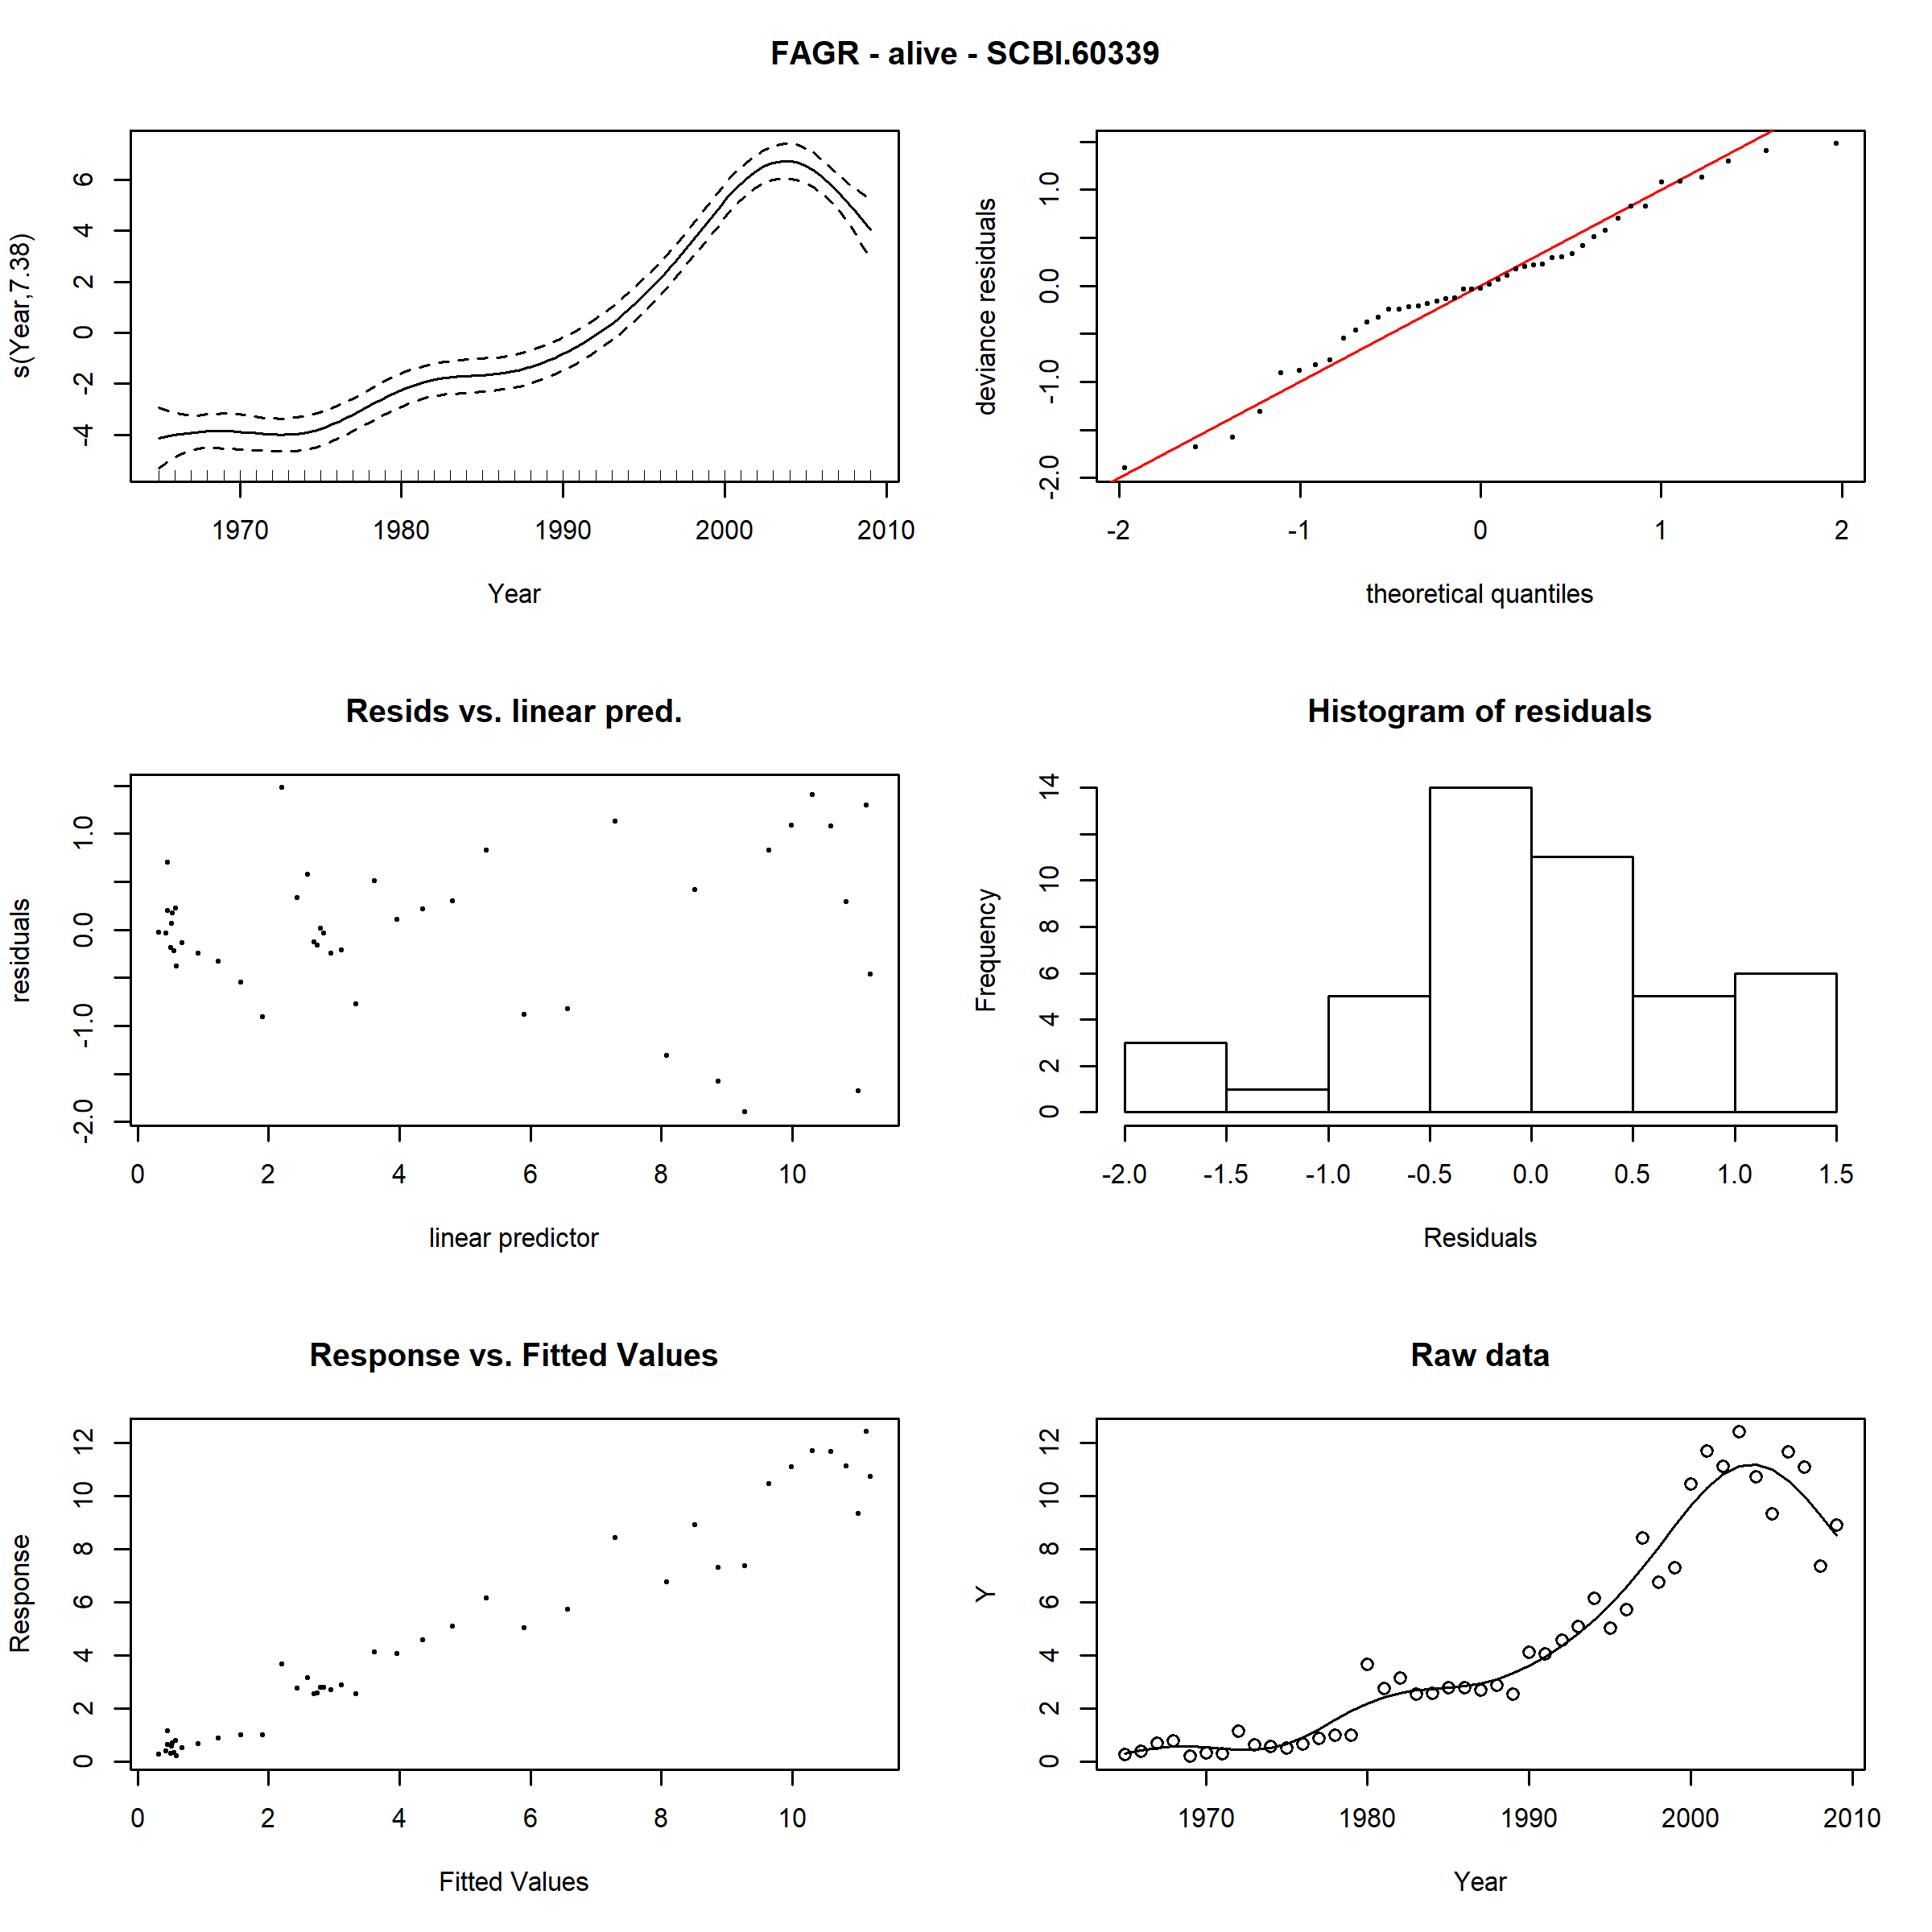 FAGR - alive - SCBI.60339
s(Year,7.38)
6
4
2
0
-2
-4
1970 1980 1990 2000 2010
Year
deviance residuals
1.0
0.0
-1.0
-2.0
-2 -1 0 1 2
theoretical quantiles
Resids vs. linear pred.
residuals
1.0
0.0
-1.0
-2.0
0 2 4 6 8 10
linear predictor
Histogram of residuals
Frequency
14
10
8
6
4
2
0
-2.0 -1.5 -1.0 -0.5 0.0 0.5 1.0 1.5
Residuals
Response vs. Fitted Values
Response
12
10
8
6
4
2
0
0 2 4 6 8 10
Fitted Values
Raw data
Y
12
10
8
6
4
2
0
1970 1980 1990 2000 2010
Year